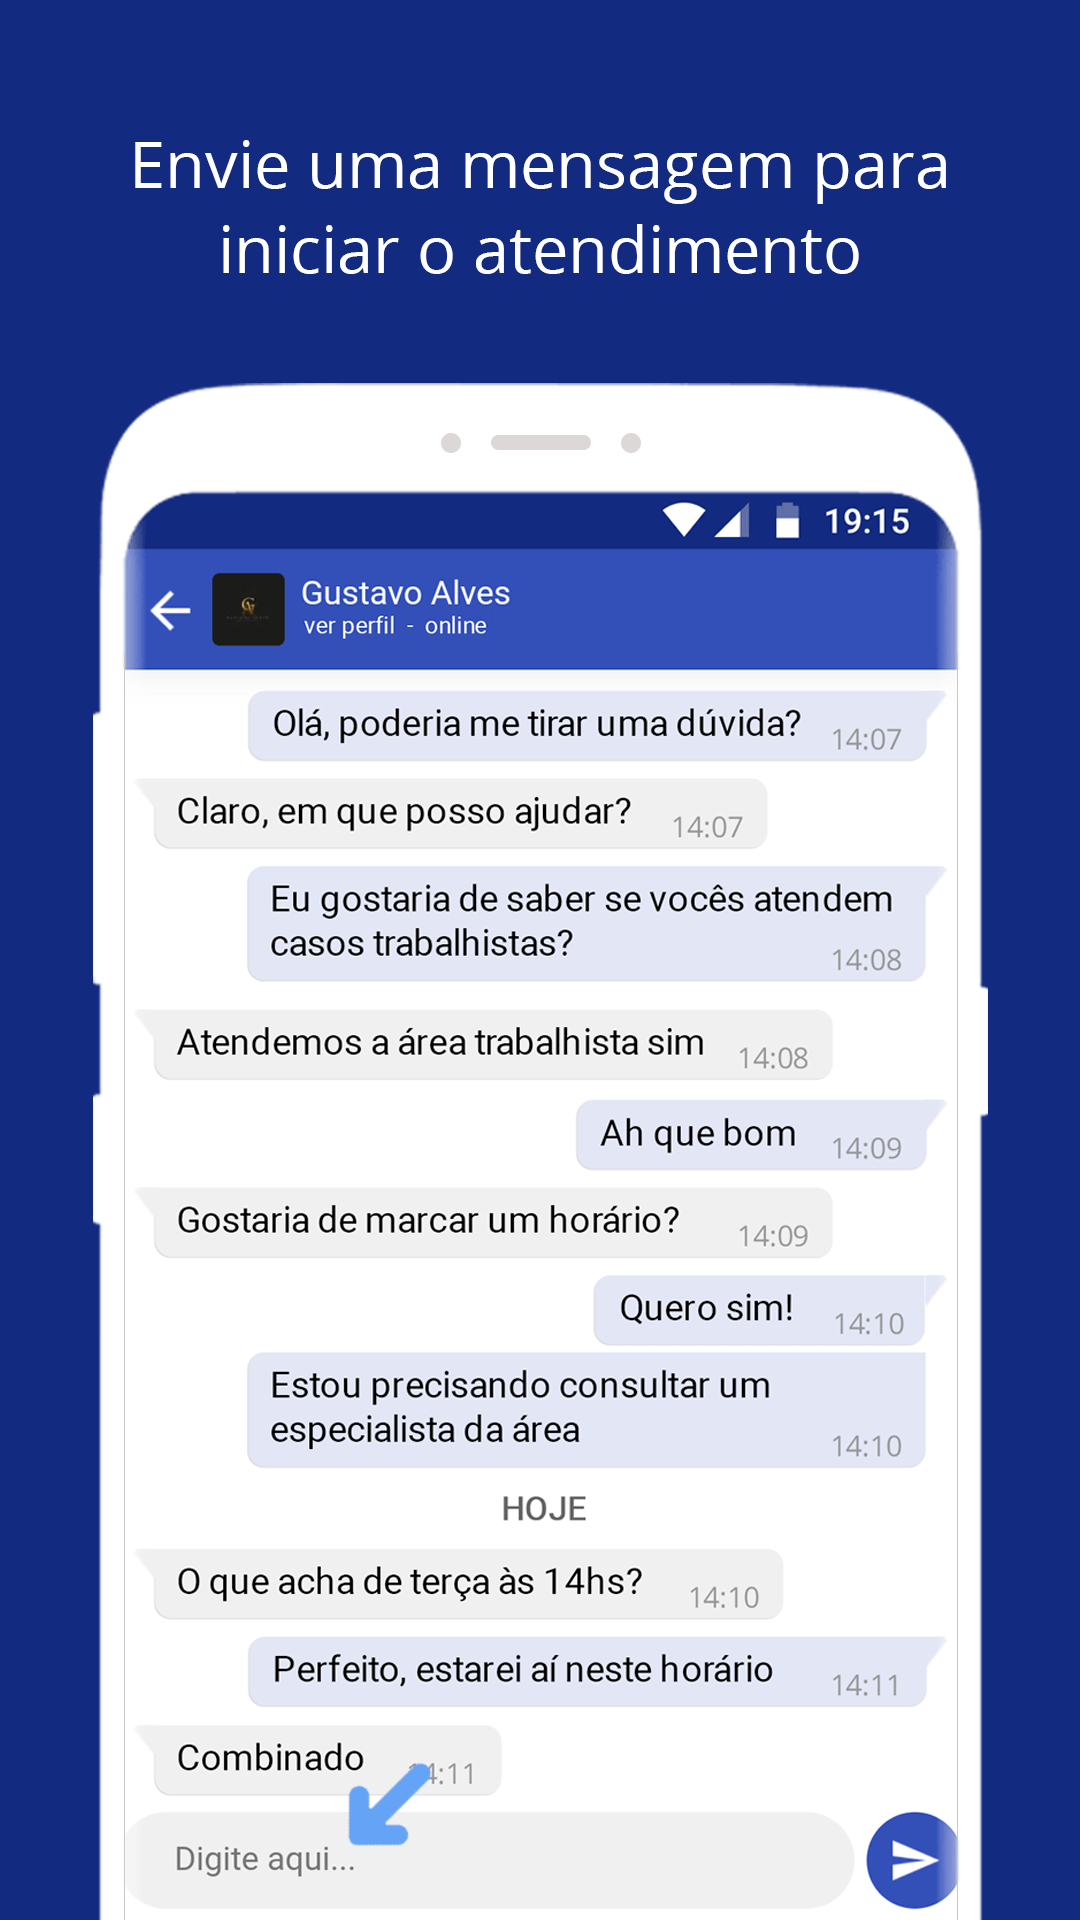 Envie uma mensagem para
iniciar o atendimento
19:15
Gustavo Alves
ver perfil - online
Olá, poderia me tirar uma dúvida?
14:07
Claro, em que posso ajudar?
14:07
Eu gostaria de saber se vocês atendem
casos trabalhistas?
14:08
Atendemos a área trabalhista sim
14:08
Ah que bom
14:09
Gostaria de marcar um horário?
14:09
Quero sim!
14:10
Estou precisando consultar um
especialista da área
14:10
HOJE
O que acha de terça às 14hs?
14:10
Perfeito, estarei aí neste horário
14:11
Combinado
14:11
Digite aqui...